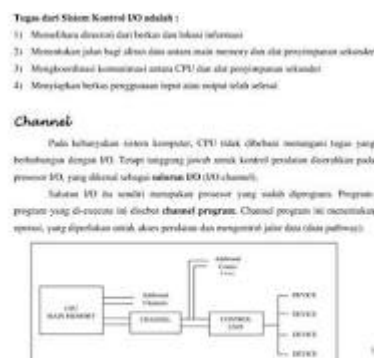 Tugas dari Sistem Kontrol I/O adalah :
1) Memelihara directori dari berkas dan lokasi informasi
2) Menentukan jalan bagi aliran data antara main memory dan alat penyimpanan sekunder
3) Mengkoordinasi komunikasi antara CPU dan alat penyimpanan sekunder
4) Menyiapkan berkas penggunaan input atau output telah selesai
Channel
Pada kebanyakan sistem komputer, CPU tidak dibebani menangani tugas yang
berhubungan dengan I/O. Tetapi tanggung jawab untuk kontrol peralatan diserahkan pada
prosesor I/O, yang dikenal sebagai saluran I/O (I/O channel).
Saluran I/O itu sendiri merupakan prosesor yang sudah diprogram. Program-
program yang di-execute ini disebut channel program. Channel program ini menentukan
operasi, yang diperlukan untuk akses peralatan dan mengontrol jalur data (data pathway).
Additional
Control
Additional
Channels
DEVICE
CPU
MAIN MEMORY
CHANNEL
CONTROL
UNIT
DEVICE
DEVICE
DEVICE